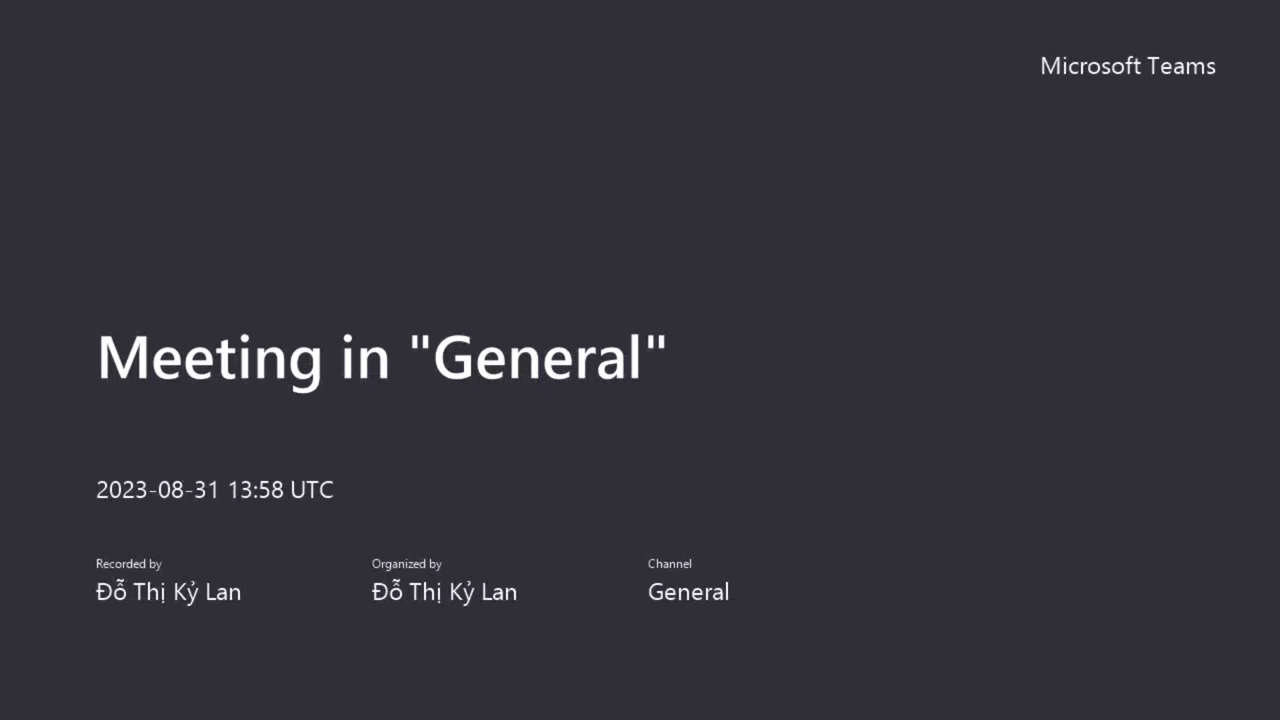 Microsoft Teams
Meeting in "General"
2023-08-31 13:58 UTC
Recorded by
Đỗ Thị Kỷ Lan
Organized by
Đỗ Thị Kỷ Lan
Channel
General